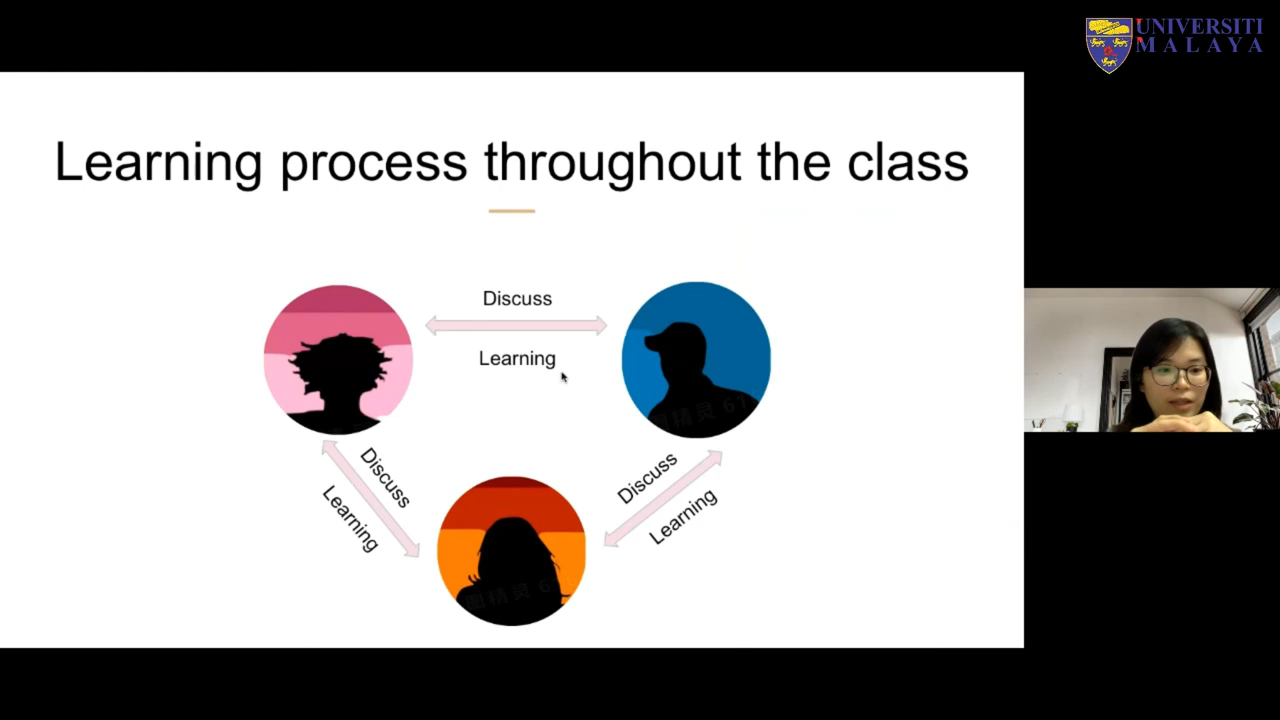 UNIVERSITI
MALAYA
Learning process throughout the class
Discuss
Learning
Discuss
Learning
Discuss
Learning